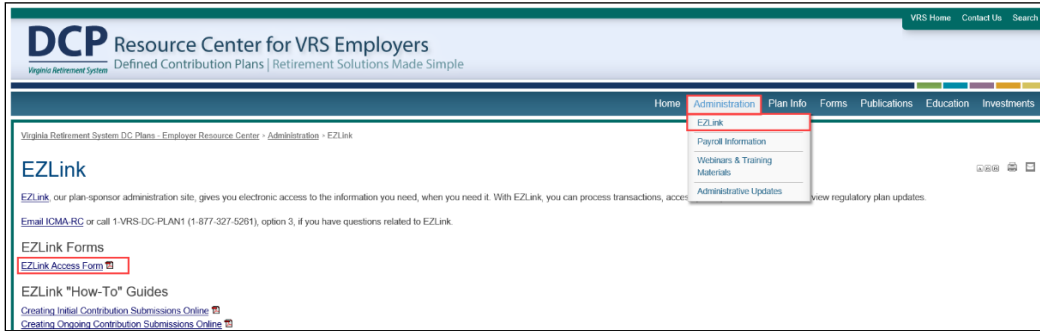 VRS Home Contact Us Search
DCP Resource Center for VRS Employers
Virginia Retirement System Defined Contribution Plans | Retirement Solutions Made Simple
Home Administration Plan Info Forms Publications Education Investments
EZLink
Payroll Information
Webinars & Training
Materials
Administrative Updates
Virginia Retirement System DC Plans - Employer Resource Center › Administration › EZLink
EZLink
EZLink, our plan-sponsor administration site, gives you electronic access to the information you need, when you need it. With EZLink, you can process transactions, acce view regulatory plan updates.
Email ICMA-RC or call 1-VRS-DC-PLAN1 (1-877-327-5261), option 3, if you have questions related to EZLink.
EZLink Forms
EZLink Access Form
EZLink "How-To" Guides
Creating Initial Contribution Submissions Online
Creating Ongoing Contribution Submissions Online